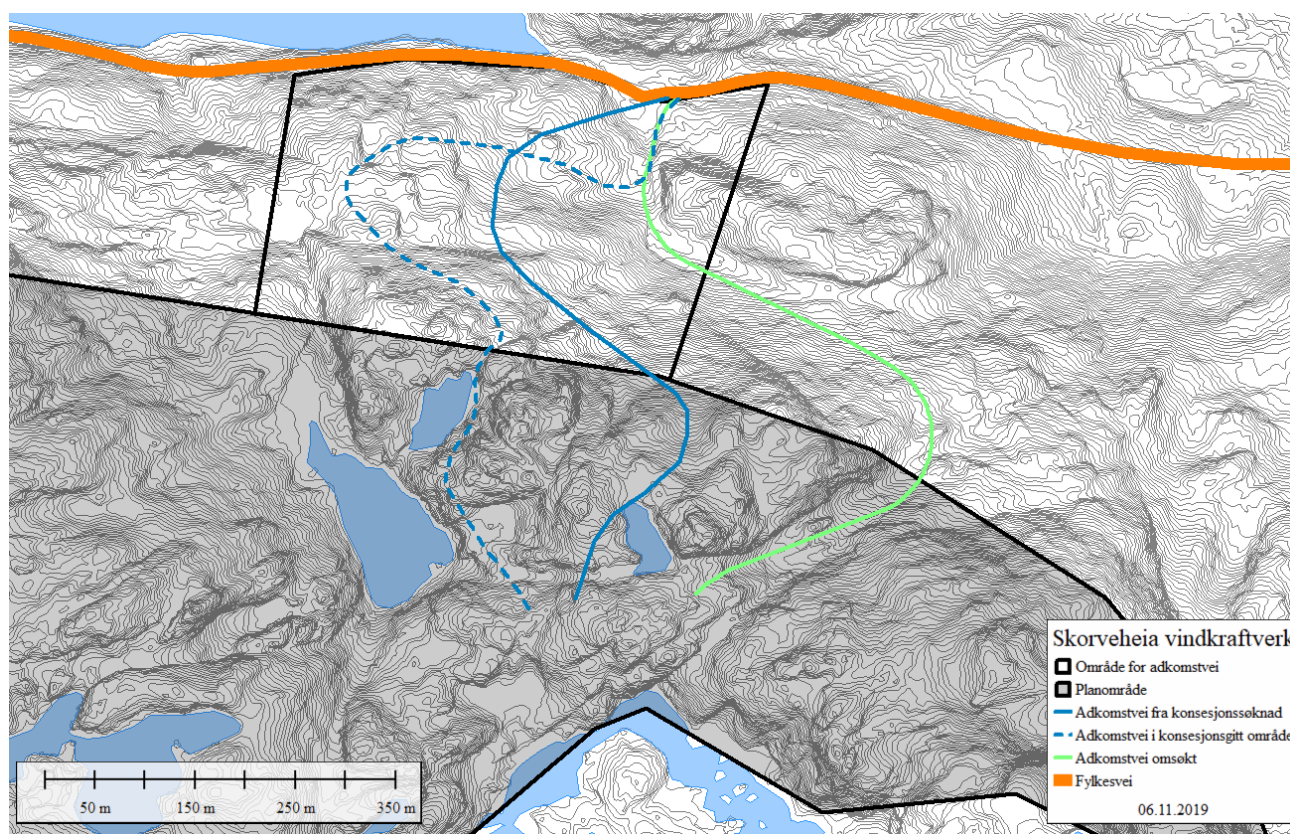 Skorveheia vindkraftverk
Område for adkomstvei
Planområde
Adkomstvei fra konsesjonssøknad
Adkomstvei i konsesjonsgitt område
Adkomstvei omsøkt
Fylkesvei
06.11.2019
50 m 150 m 250 m 350 m